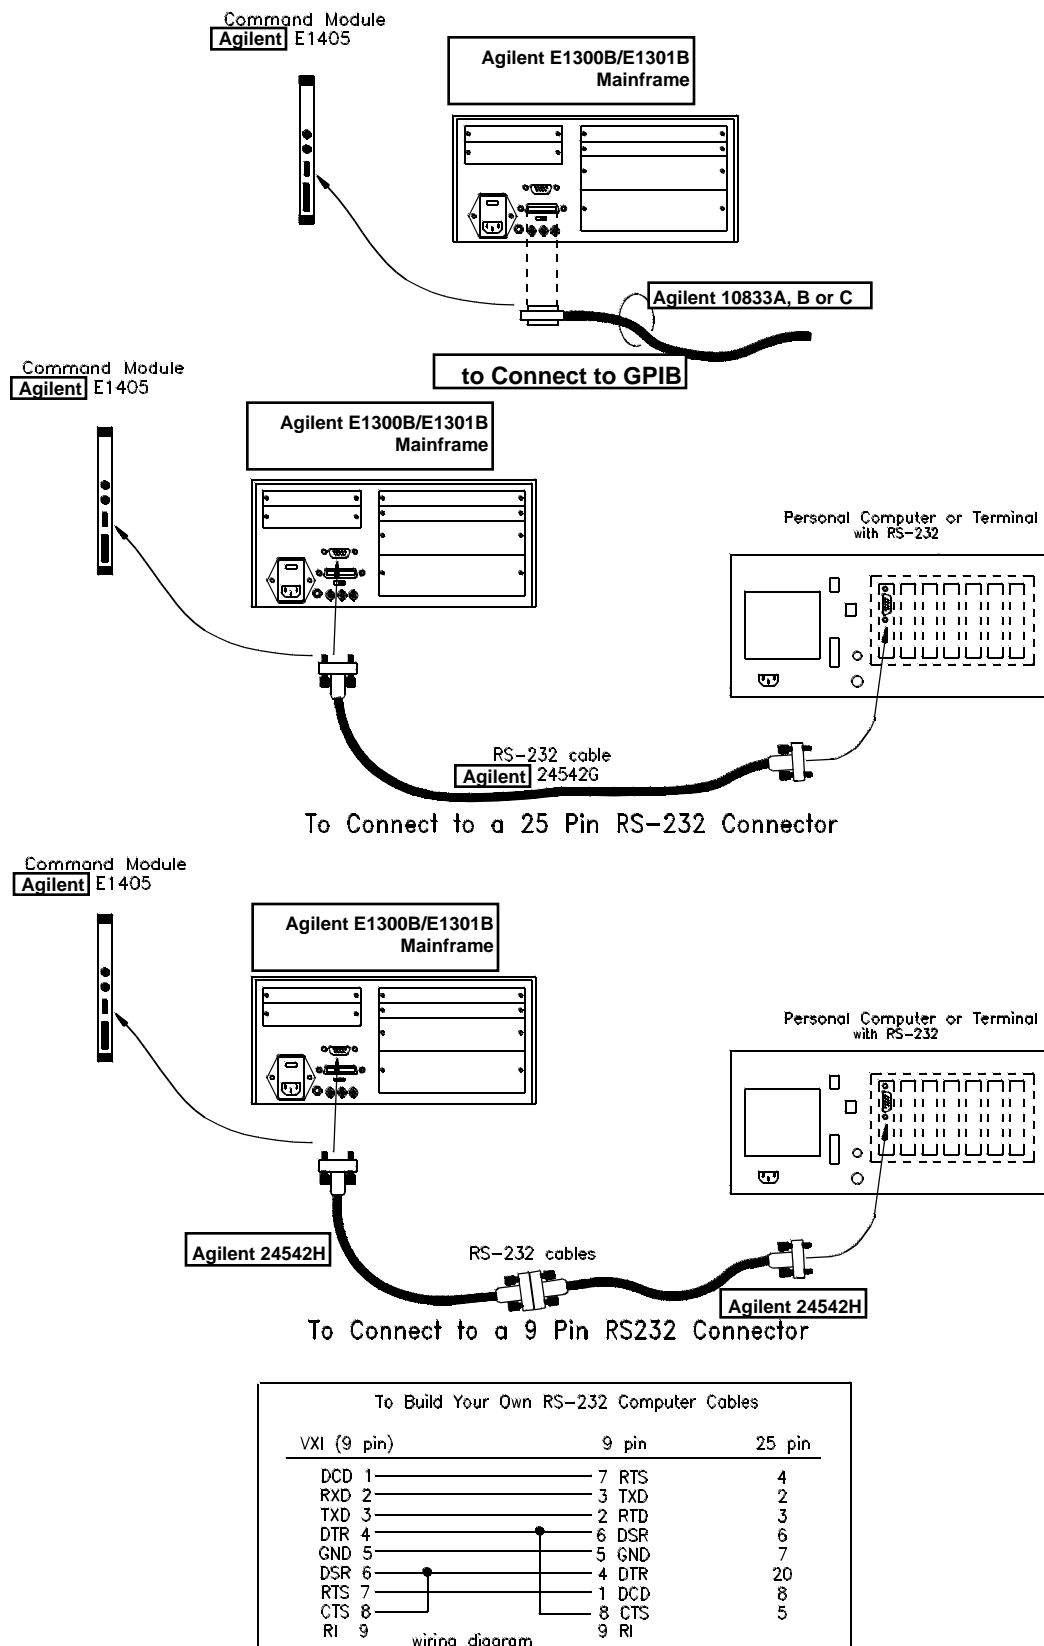 Command Module
Agilent E1405
Agilent E1300B/E1301B
Mainframe
Agilent 10833A, B or C
to Connect to GPIB
Command Module
Agilent E1405
Agilent E1300B/E1301B
Mainframe
Personal Computer or Terminal
with RS-232
RS-232 cable
Agilent 24542G
To Connect to a 25 Pin RS-232 Connector
Command Module
Agilent E1405
Agilent E1300B/E1301B
Mainframe
Personal Computer or Terminal
with RS-232
Agilent 24542H
RS-232 cables
Agilent 24542H
To Connect to a 9 Pin RS232 Connector
To Build Your Own RS-232 Computer Cables
VXI (9 pin) 9 pin 25 pin
DCD 1 7 RTS 4
RXD 2 3 TXD 2
TXD 3 2 RTD 3
DTR 4 6 DSR 6
GND 5 5 GND 7
DSR 6 4 DTR 20
RTS 7 1 DCD 8
CTS 8 8 CTS 5
RI 9 9 RI
wiring diagram